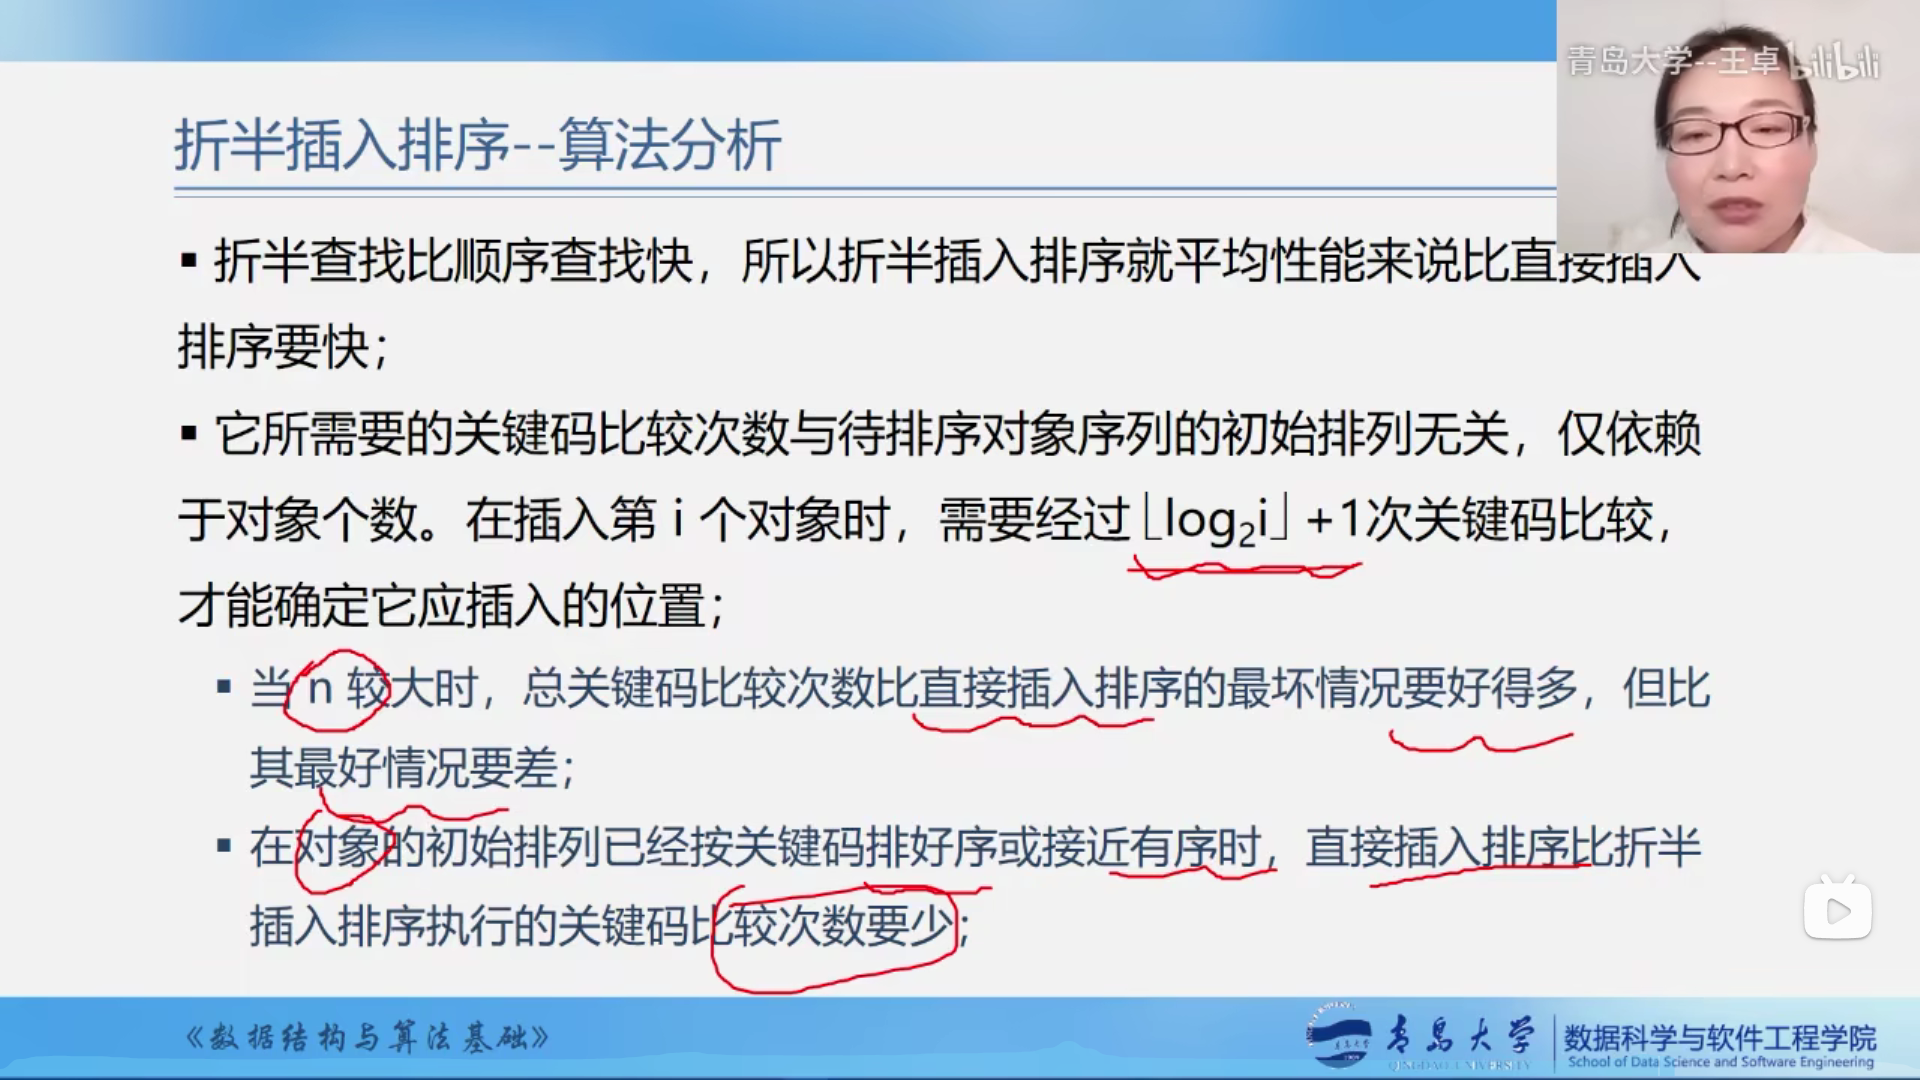 青岛大学--王卓 bilibili
折半插入排序--算法分析
▪ 折半查找比顺序查找快，所以折半插入排序就平均性能来说比直接插入
排序要快；
▪ 它所需要的关键码比较次数与待排序对象序列的初始排列无关，仅依赖
于对象个数。在插入第 i 个对象时，需要经过 ⌊log₂i⌋ +1次关键码比较，
才能确定它应插入的位置；
▪ 当 n 较大时，总关键码比较次数比直接插入排序的最坏情况要好得多，但比
其最好情况要差；
▪ 在对象的初始排列已经按关键码排好序或接近有序时，直接插入排序比折半
插入排序执行的关键码比较次数要少；
《数据结构与算法基础》
青岛大学
QINGDAO UNIVERSITY
数据科学与软件工程学院
School of Data Science and Software Engineering